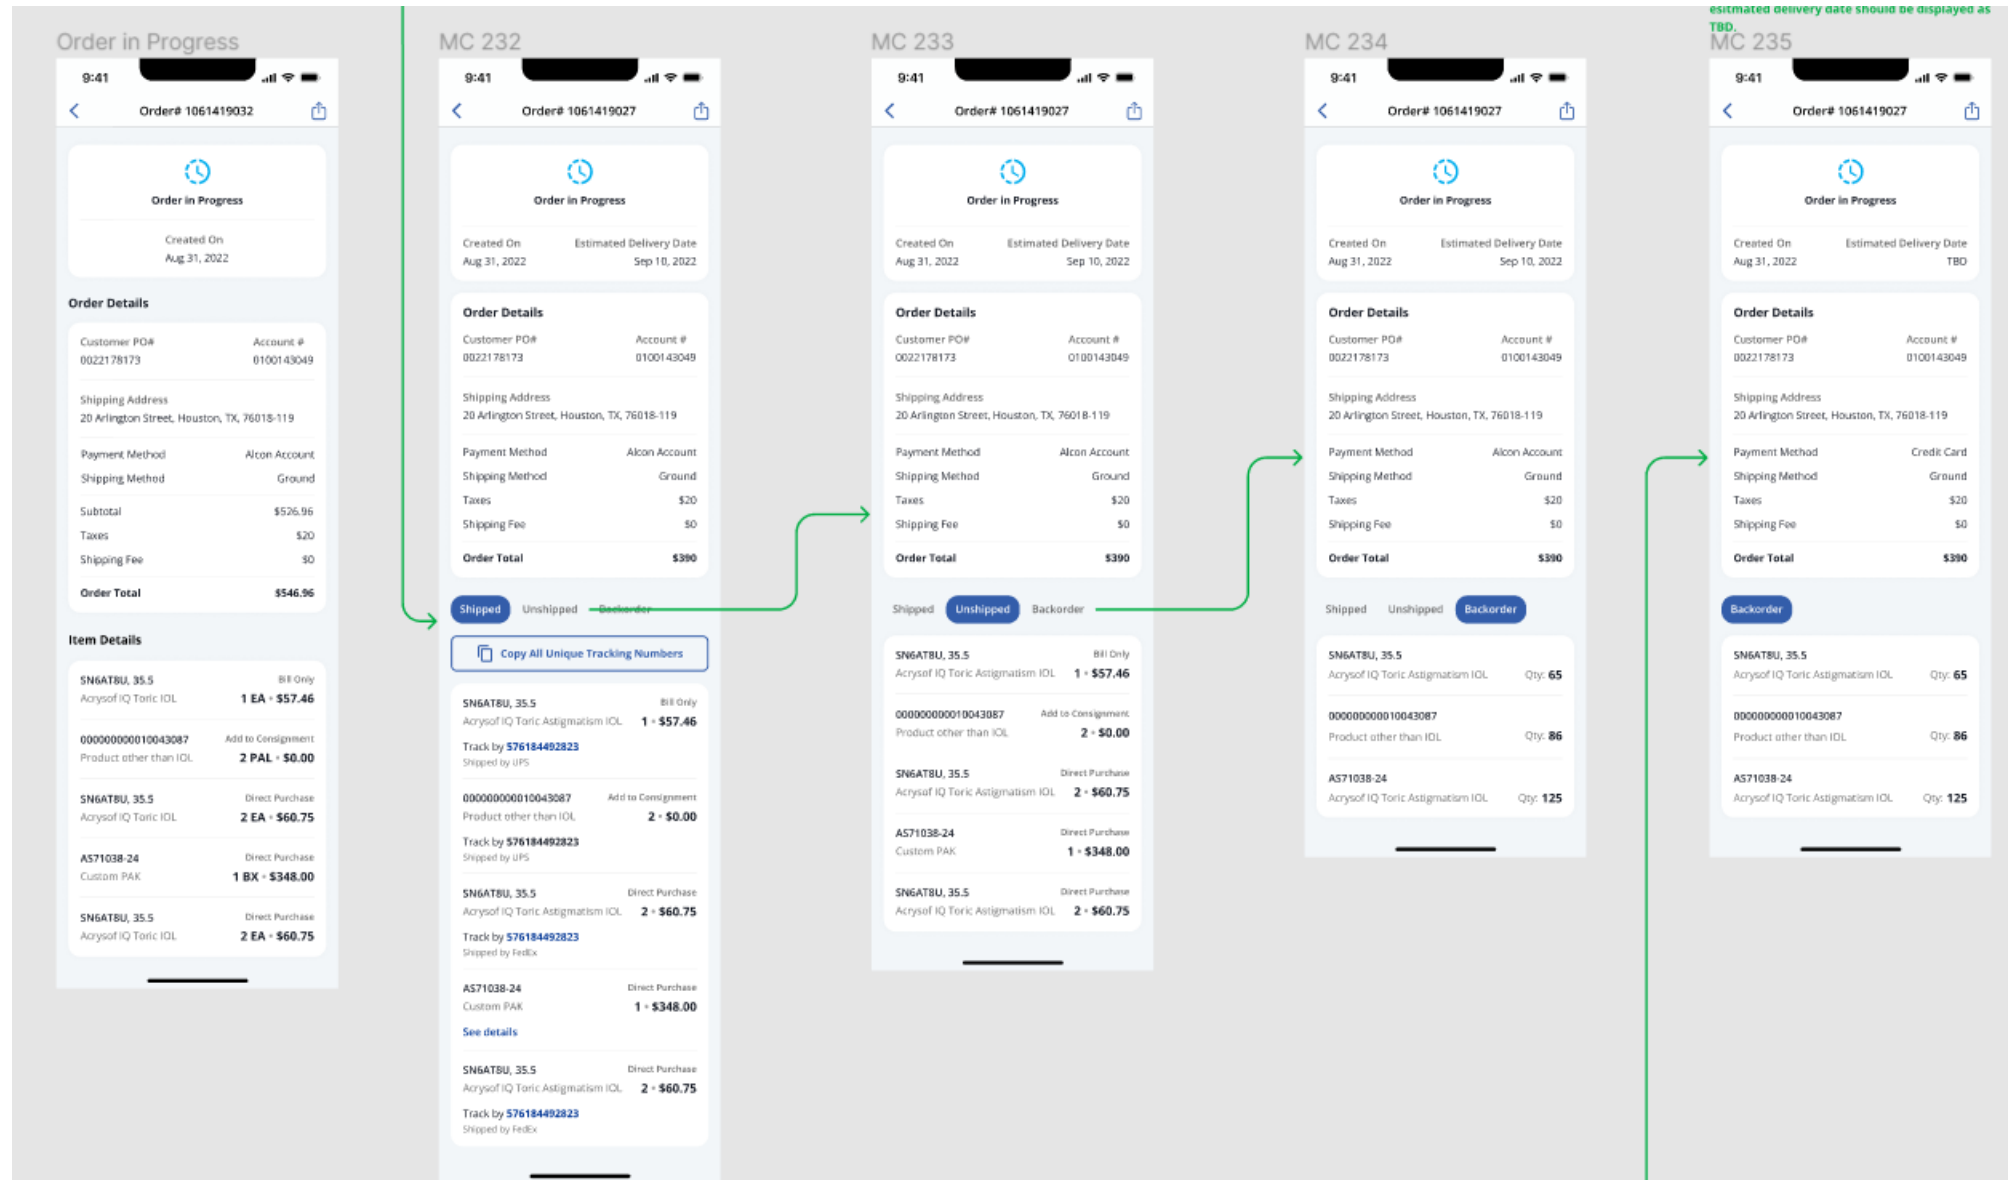 esitmated delivery date should be displayed as
TBD.
Order in Progress
9:41
Order# 1061419032
Order in Progress
Created On
Aug 31, 2022
Order Details
Customer PO# Account #
0022178173 0100143049
Shipping Address
20 Arlington Street, Houston, TX, 76018-119
Payment Method Alcon Account
Shipping Method Ground
Subtotal $526.96
Taxes $20
Shipping Fee $0
Order Total $546.96
Item Details
SN6AT8U, 35.5 Bill Only
Acrysof IQ Toric IOL 1 EA • $57.46
000000000010043087 Add to Consignment
Product other than IOL 2 PAL • $0.00
SN6AT8U, 35.5 Direct Purchase
Acrysof IQ Toric IOL 2 EA • $60.75
AS71038-24 Direct Purchase
Custom PAK 1 BX • $348.00
SN6AT8U, 35.5 Direct Purchase
Acrysof IQ Toric IOL 2 EA • $60.75
MC 232
9:41
Order# 1061419027
Order in Progress
Created On Estimated Delivery Date
Aug 31, 2022 Sep 10, 2022
Order Details
Customer PO# Account #
0022178173 0100143049
Shipping Address
20 Arlington Street, Houston, TX, 76018-119
Payment Method Alcon Account
Shipping Method Ground
Taxes $20
Shipping Fee $0
Order Total $390
Shipped Unshipped Backorder
Copy All Unique Tracking Numbers
SN6AT8U, 35.5 Bill Only
Acrysof IQ Toric Astigmatism IOL 1 • $57.46
Track by 576184492823
Shipped by UPS
000000000010043087 Add to Consignment
Product other than IOL 2 • $0.00
Track by 576184492823
Shipped by UPS
SN6AT8U, 35.5 Direct Purchase
Acrysof IQ Toric Astigmatism IOL 2 • $60.75
Track by 576184492823
Shipped by FedEx
AS71038-24 Direct Purchase
Custom PAK 1 • $348.00
See details
SN6AT8U, 35.5 Direct Purchase
Acrysof IQ Toric Astigmatism IOL 2 • $60.75
Track by 576184492823
Shipped by FedEx
MC 233
9:41
Order# 1061419027
Order in Progress
Created On Estimated Delivery Date
Aug 31, 2022 Sep 10, 2022
Order Details
Customer PO# Account #
0022178173 0100143049
Shipping Address
20 Arlington Street, Houston, TX, 76018-119
Payment Method Alcon Account
Shipping Method Ground
Taxes $20
Shipping Fee $0
Order Total $390
Shipped Unshipped Backorder
SN6AT8U, 35.5 Bill Only
Acrysof IQ Toric Astigmatism IOL 1 • $57.46
000000000010043087 Add to Consignment
Product other than IOL 2 • $0.00
SN6AT8U, 35.5 Direct Purchase
Acrysof IQ Toric Astigmatism IOL 2 • $60.75
AS71038-24 Direct Purchase
Custom PAK 1 • $348.00
SN6AT8U, 35.5 Direct Purchase
Acrysof IQ Toric Astigmatism IOL 2 • $60.75
MC 234
9:41
Order# 1061419027
Order in Progress
Created On Estimated Delivery Date
Aug 31, 2022 Sep 10, 2022
Order Details
Customer PO# Account #
0022178173 0100143049
Shipping Address
20 Arlington Street, Houston, TX, 76018-119
Payment Method Alcon Account
Shipping Method Ground
Taxes $20
Shipping Fee $0
Order Total $390
Shipped Unshipped Backorder
SN6AT8U, 35.5
Acrysof IQ Toric Astigmatism IOL Qty: 65
000000000010043087
Product other than IOL Qty: 86
AS71038-24
Acrysof IQ Toric Astigmatism IOL Qty: 125
MC 235
9:41
Order# 1061419027
Order in Progress
Created On Estimated Delivery Date
Aug 31, 2022 TBD
Order Details
Customer PO# Account #
0022178173 0100143049
Shipping Address
20 Arlington Street, Houston, TX, 76018-119
Payment Method Credit Card
Shipping Method Ground
Taxes $20
Shipping Fee $0
Order Total $390
Backorder
SN6AT8U, 35.5
Acrysof IQ Toric Astigmatism IOL Qty: 65
000000000010043087
Product other than IOL Qty: 86
AS71038-24
Acrysof IQ Toric Astigmatism IOL Qty: 125